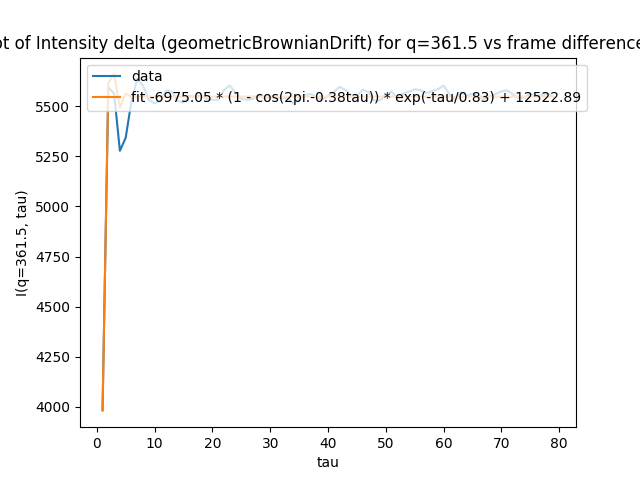 ot of Intensity delta (geometricBrownianDrift) for q=361.5 vs frame difference
data
fit -6975.05 * (1 - cos(2pi.-0.38tau)) * exp(-tau/0.83) + 12522.89
I(q=361.5, tau)
5500
5250
5000
4750
4500
4250
4000
0 10 20 30 40 50 60 70 80
tau